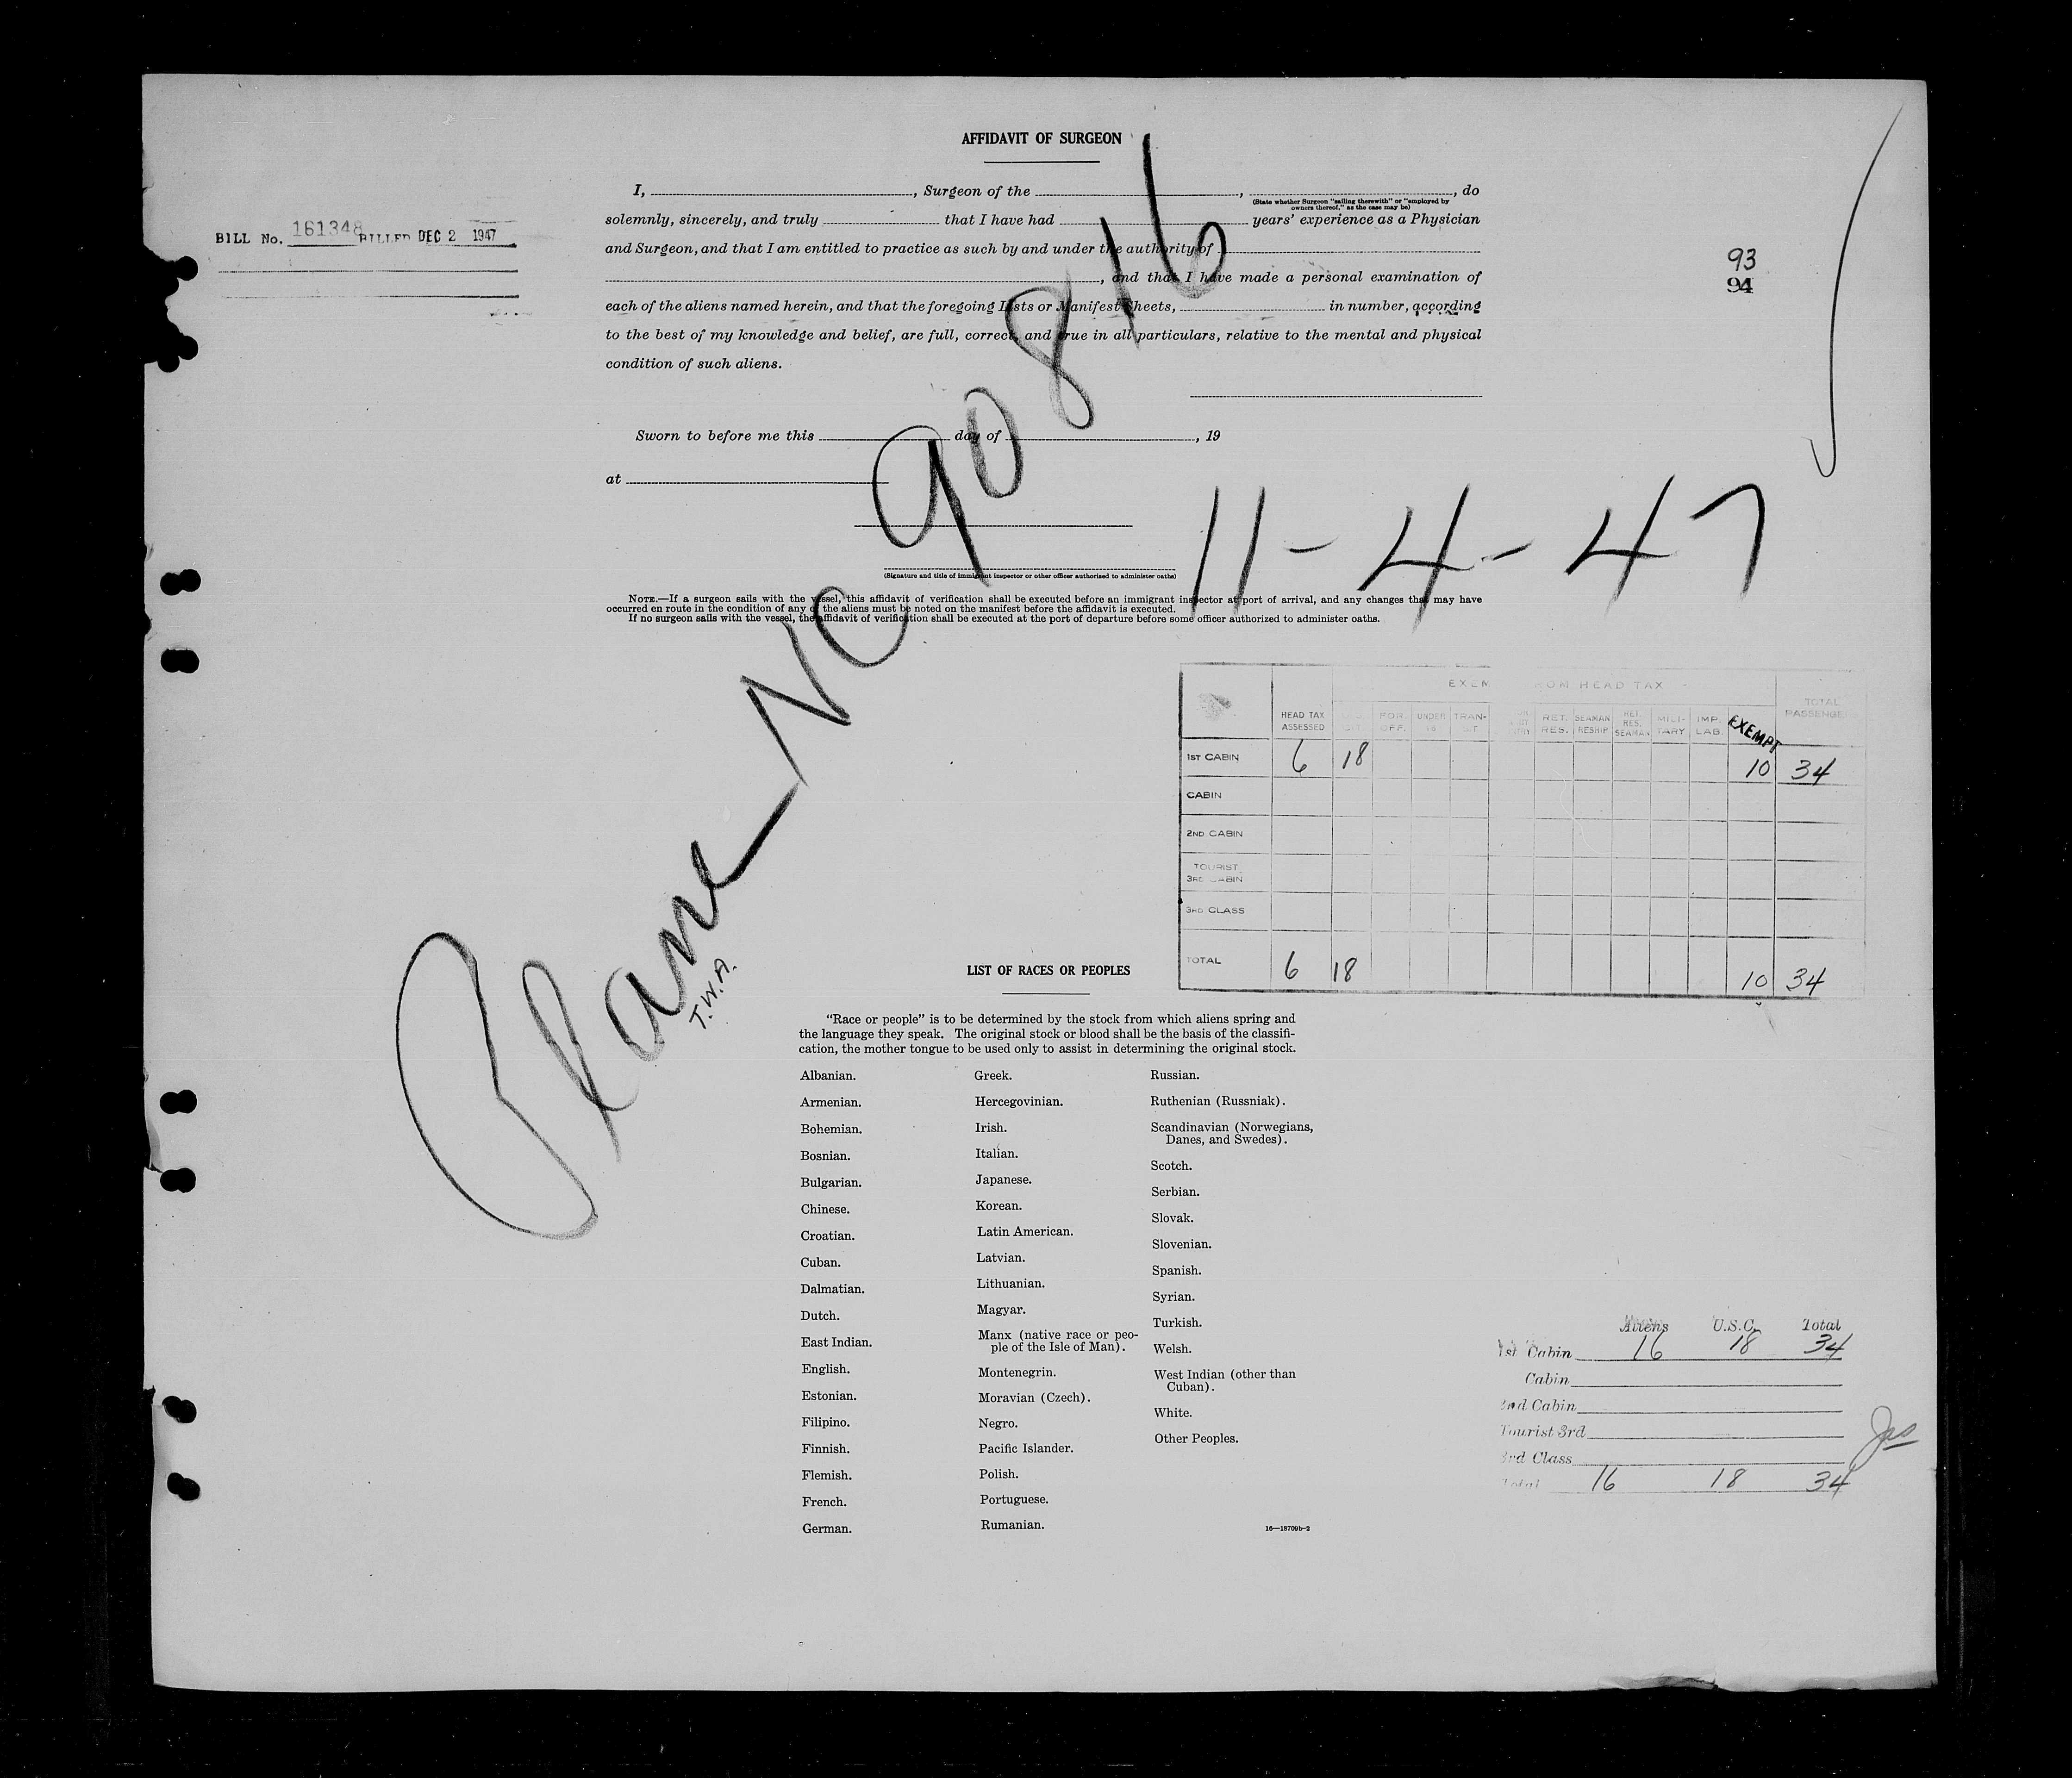 AFFIDAVIT OF SURGEON
I, , Surgeon of the , , do
(State whether Surgeon "sailing therewith" or "employed by
owners thereof," as the case may be)
solemnly, sincerely, and truly that I have had years' experience as a Physician
and Surgeon, and that I am entitled to practice as such by and under the authority of
, and that I have made a personal examination of
each of the aliens named herein, and that the foregoing Lists or Manifest Sheets, in number, according
to the best of my knowledge and belief, are full, correct, and true in all particulars, relative to the mental and physical
condition of such aliens.
BILL No. 161348 BILLED DEC 2 1947
93
94
Sworn to before me this day of , 19
at
(Signature and title of immigrant inspector or other officer authorized to administer oaths)
NOTE.—If a surgeon sails with the vessel, this affidavit of verification shall be executed before an immigrant inspector at port of arrival, and any changes that may have
occurred en route in the condition of any of the aliens must be noted on the manifest before the affidavit is executed.
If no surgeon sails with the vessel, the affidavit of verification shall be executed at the port of departure before some officer authorized to administer oaths.
Plane—NC 90816
T.W.A.
11-4-47
HEAD TAX TOTAL
HEAD TAX ASSESSED FOR. OFF. UNDER 16 TRAN- RET. RES. SEAMAN RESHIP RET. RES. SEAMAN MILI- TARY IMP. LAB. EXEMPT PASSENGE
1ST CABIN 6 18 10 34
CABIN
2ND CABIN
TOURIST
3RD CABIN
3RD CLASS
TOTAL 6 18 10 34
LIST OF RACES OR PEOPLES
"Race or people" is to be determined by the stock from which aliens spring and
the language they speak. The original stock or blood shall be the basis of the classifi-
cation, the mother tongue to be used only to assist in determining the original stock.
Albanian.
Armenian.
Bohemian.
Bosnian.
Bulgarian.
Chinese.
Croatian.
Cuban.
Dalmatian.
Dutch.
East Indian.
English.
Estonian.
Filipino.
Finnish.
Flemish.
French.
German.
Greek.
Hercegovinian.
Irish.
Italian.
Japanese.
Korean.
Latin American.
Latvian.
Lithuanian.
Magyar.
Manx (native race or peo-
ple of the Isle of Man).
Montenegrin.
Moravian (Czech).
Negro.
Pacific Islander.
Polish.
Portuguese.
Rumanian.
Russian.
Ruthenian (Russniak).
Scandinavian (Norwegians,
Danes, and Swedes).
Scotch.
Serbian.
Slovak.
Slovenian.
Spanish.
Syrian.
Turkish.
Welsh.
West Indian (other than
Cuban).
White.
Other Peoples.
16—18709b-2
Aliens U.S.C. Total
1st Cabin 16 18 34
Cabin
2nd Cabin
Tourist 3rd
3rd Class
Total 16 18 34